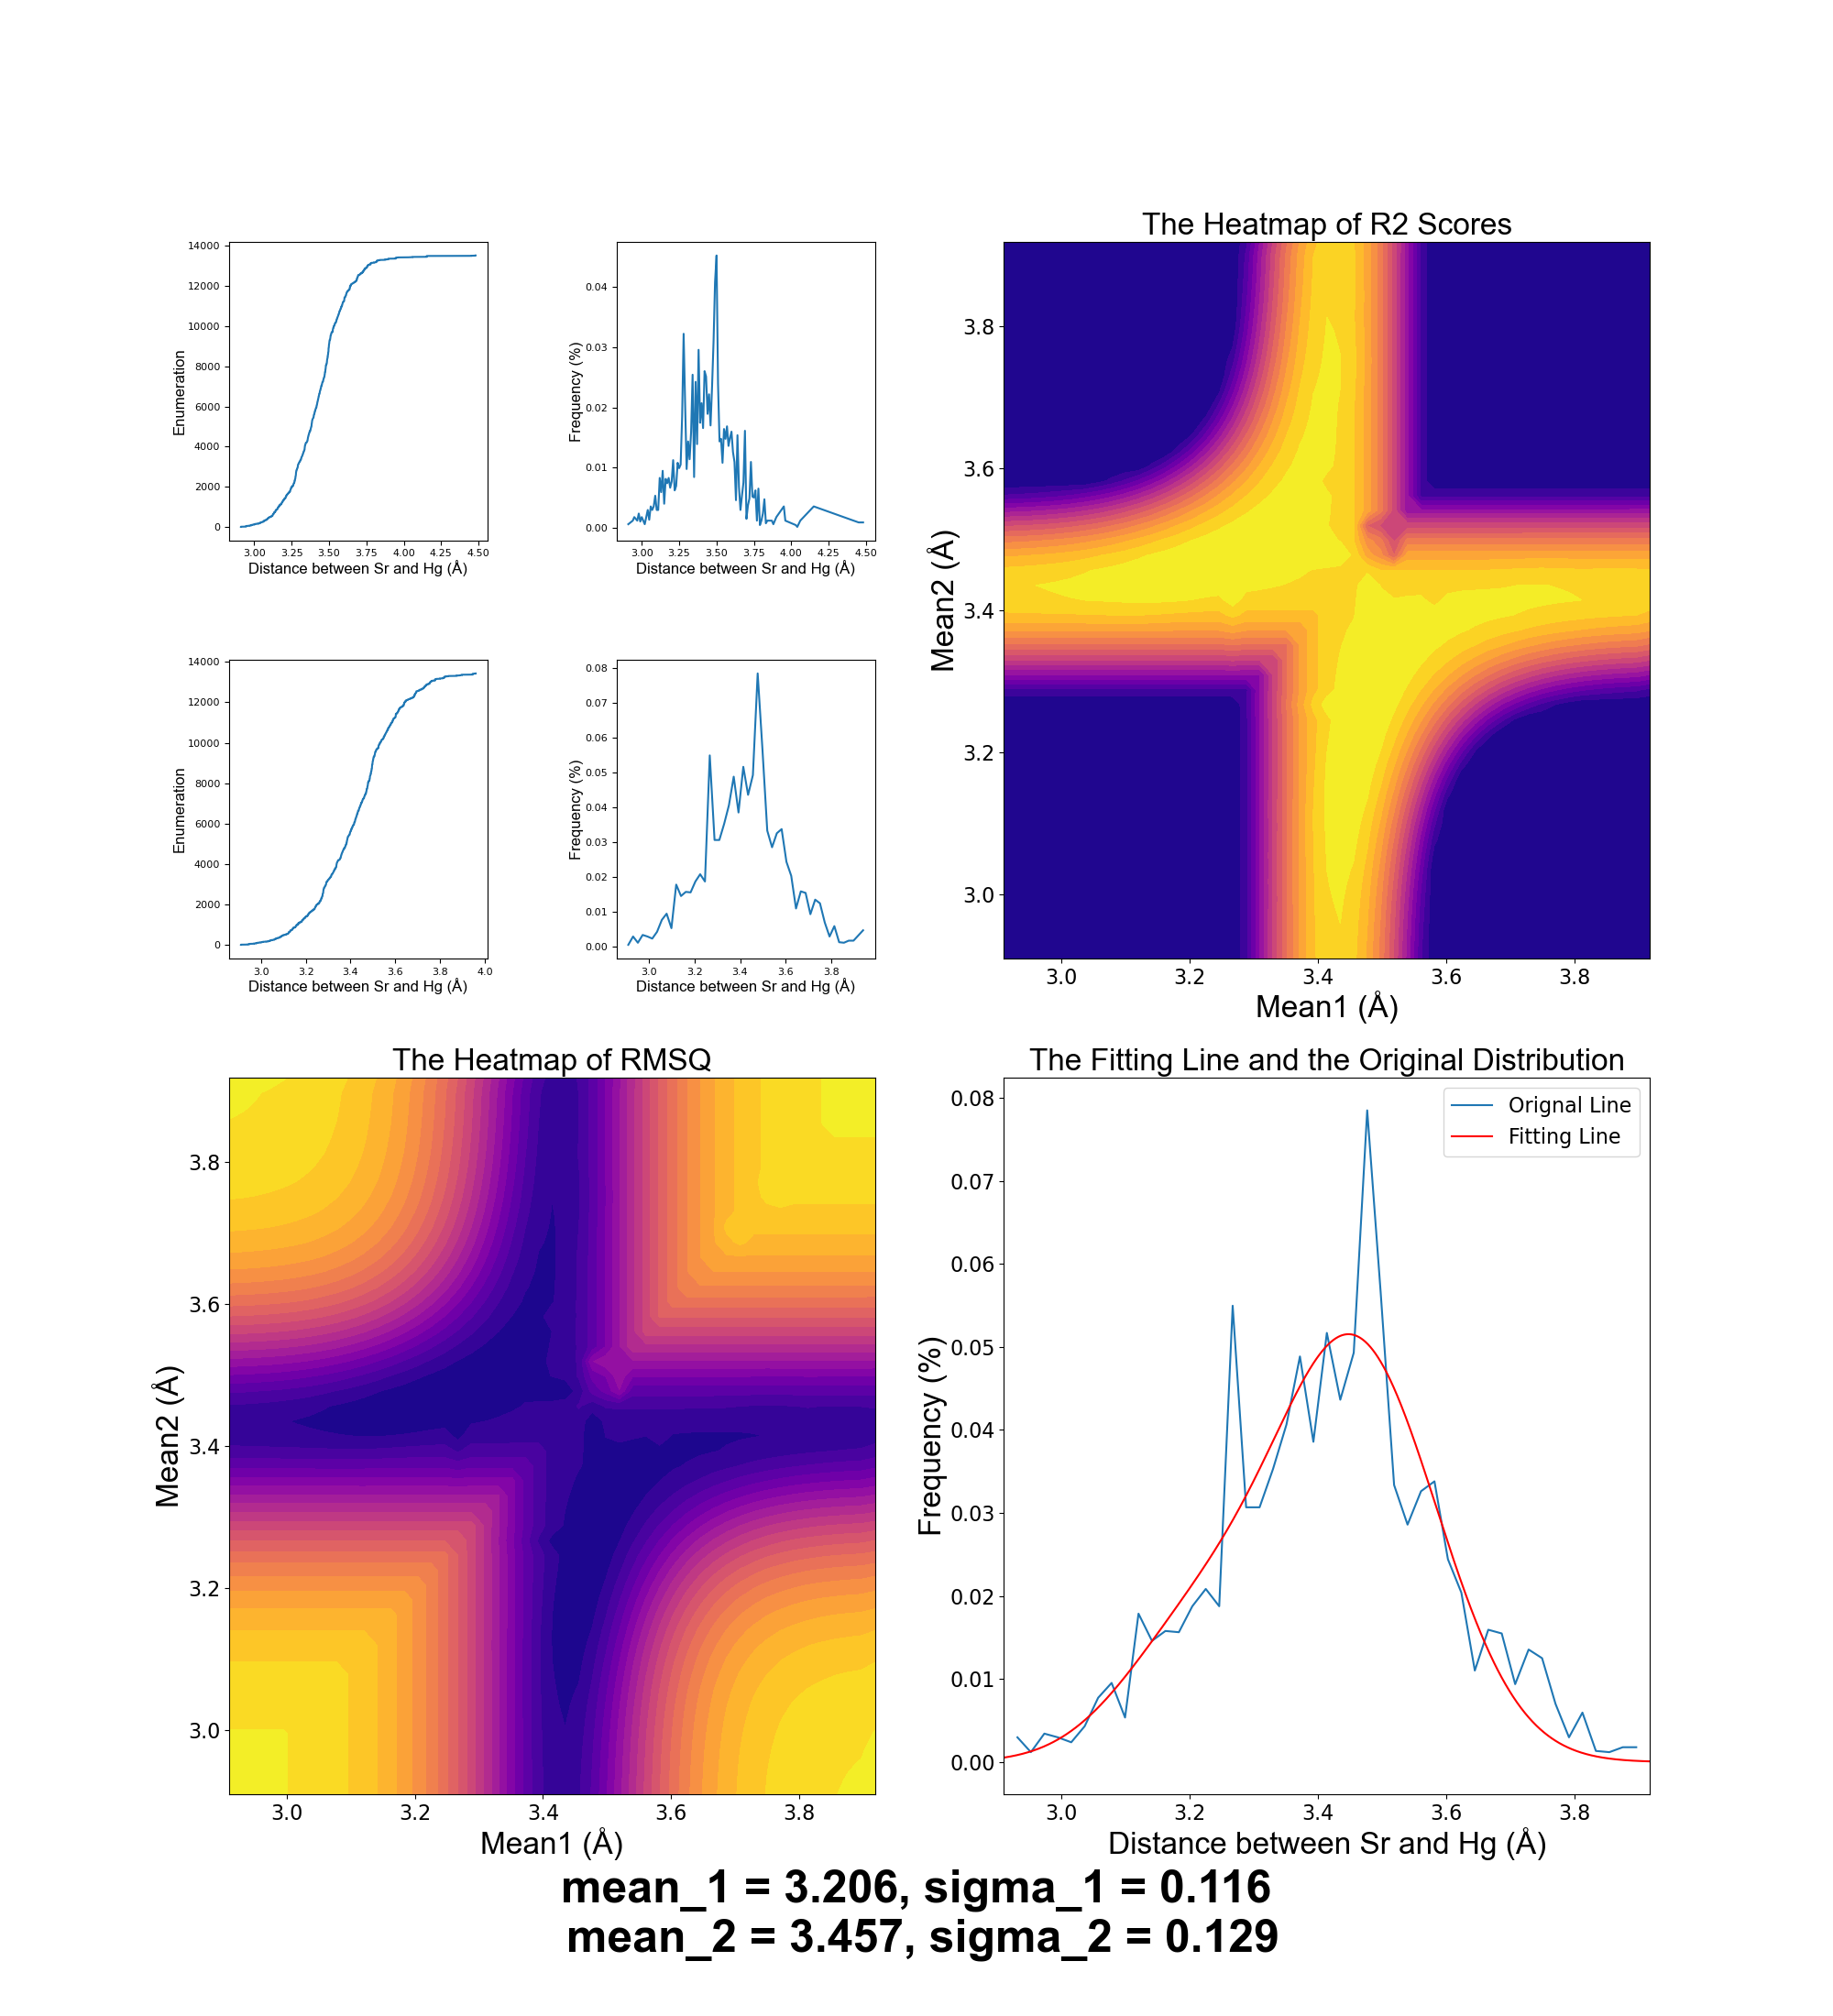 14000
12000
10000
8000
6000
4000
2000
0
Enumeration
3.00 3.25 3.50 3.75 4.00 4.25 4.50
Distance between Sr and Hg (Å)
0.04
0.03
0.02
0.01
0.00
Frequency (%)
3.00 3.25 3.50 3.75 4.00 4.25 4.50
Distance between Sr and Hg (Å)
The Heatmap of R2 Scores
3.8
3.6
3.4
3.2
3.0
Mean2 (Å)
3.0 3.2 3.4 3.6 3.8
Mean1 (Å)
14000
12000
10000
8000
6000
4000
2000
0
Enumeration
3.0 3.2 3.4 3.6 3.8 4.0
Distance between Sr and Hg (Å)
0.08
0.07
0.06
0.05
0.04
0.03
0.02
0.01
0.00
Frequency (%)
3.0 3.2 3.4 3.6 3.8
Distance between Sr and Hg (Å)
The Heatmap of RMSQ
3.8
3.6
3.4
3.2
3.0
Mean2 (Å)
3.0 3.2 3.4 3.6 3.8
Mean1 (Å)
The Fitting Line and the Original Distribution
Orignal Line
Fitting Line
0.08
0.07
0.06
0.05
0.04
0.03
0.02
0.01
0.00
Frequency (%)
3.0 3.2 3.4 3.6 3.8
Distance between Sr and Hg (Å)
mean_1 = 3.206, sigma_1 = 0.116
mean_2 = 3.457, sigma_2 = 0.129